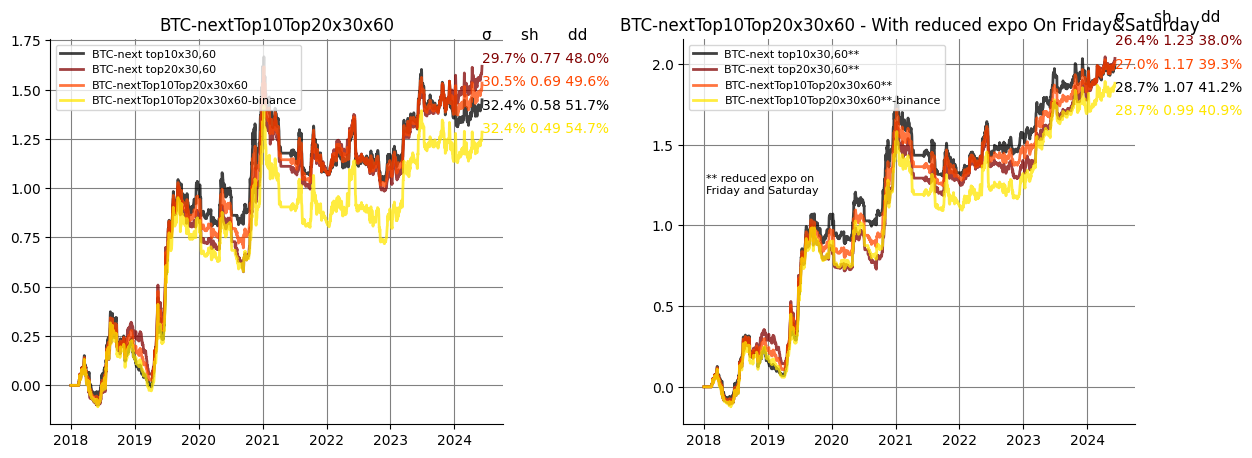 BTC-nextTop10Top20x30x60
σ sh dd
BTC-next top10x30,60
BTC-next top20x30,60
BTC-nextTop10Top20x30x60
BTC-nextTop10Top20x30x60-binance
29.7% 0.77 48.0%
30.5% 0.69 49.6%
32.4% 0.58 51.7%
32.4% 0.49 54.7%
1.75
1.50
1.25
1.00
0.75
0.50
0.25
0.00
2018 2019 2020 2021 2022 2023 2024
BTC-nextTop10Top20x30x60 - With reduced expo On Friday&Saturday
σ sh dd
BTC-next top10x30,60**
BTC-next top20x30,60**
BTC-nextTop10Top20x30x60**
BTC-nextTop10Top20x30x60**-binance
26.4% 1.23 38.0%
27.0% 1.17 39.3%
28.7% 1.07 41.2%
28.7% 0.99 40.9%
** reduced expo on
Friday and Saturday
2.0
1.5
1.0
0.5
0.0
2018 2019 2020 2021 2022 2023 2024